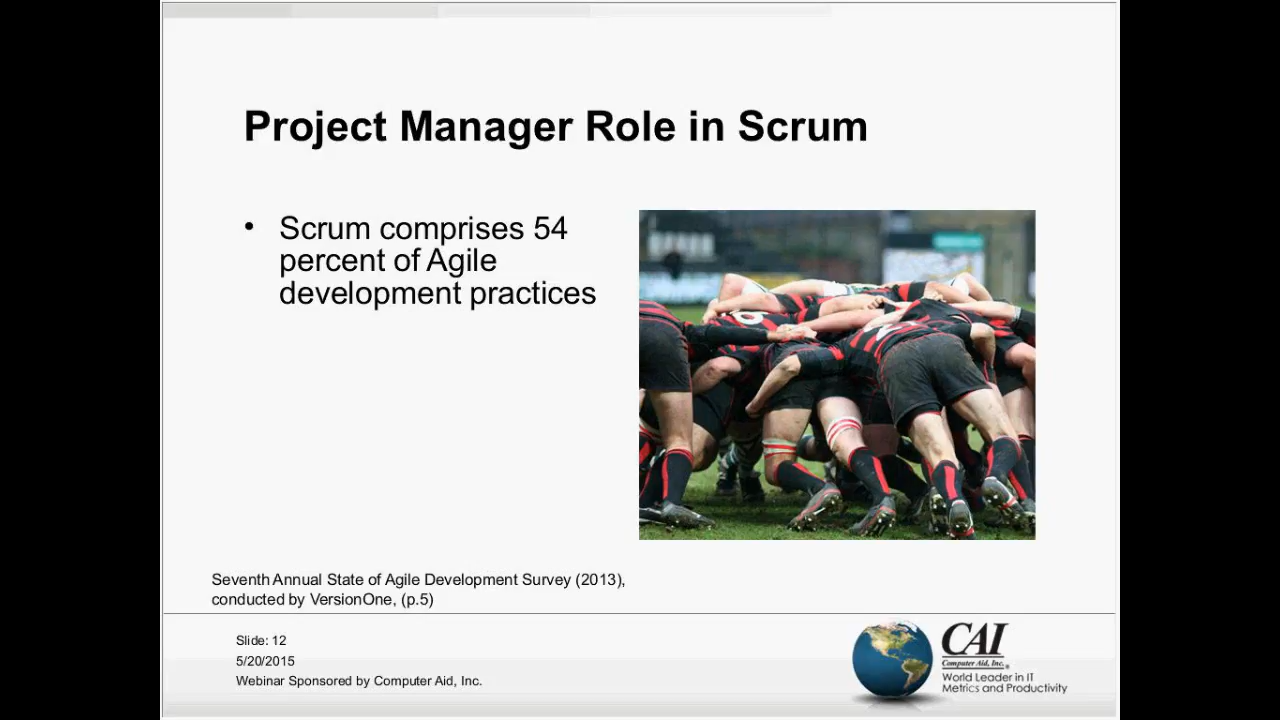 Project Manager Role in Scrum
• Scrum comprises 54
percent of Agile
development practices
Seventh Annual State of Agile Development Survey (2013),
conducted by VersionOne, (p.5)
Slide: 12
5/20/2015
Webinar Sponsored by Computer Aid, Inc.
CAI
Computer Aid, Inc.®
World Leader in IT
Metrics and Productivity